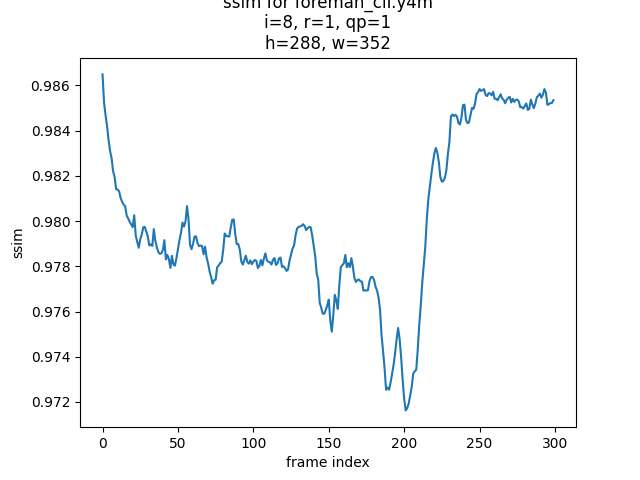 ssim for foreman_cif.y4m
i=8, r=1, qp=1
h=288, w=352
0.986
0.984
0.982
0.980
0.978
0.976
0.974
0.972
ssim
0 50 100 150 200 250 300
frame index